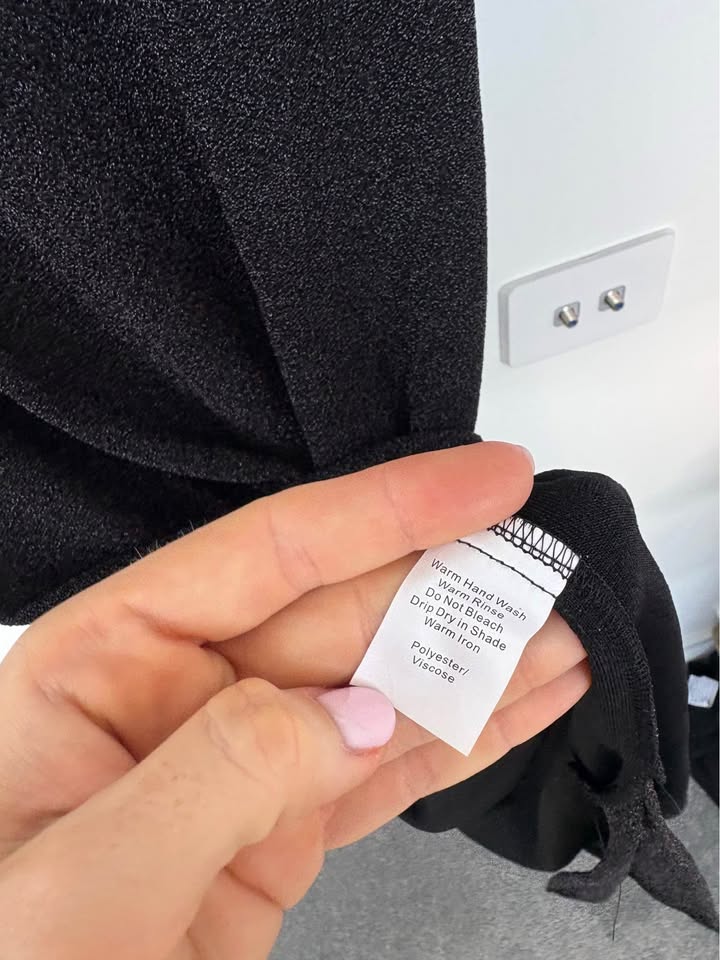 Warm Hand Wash
Warm Rinse
Do Not Bleach
Drip Dry in Shade
Warm Iron
Polyester/
Viscose